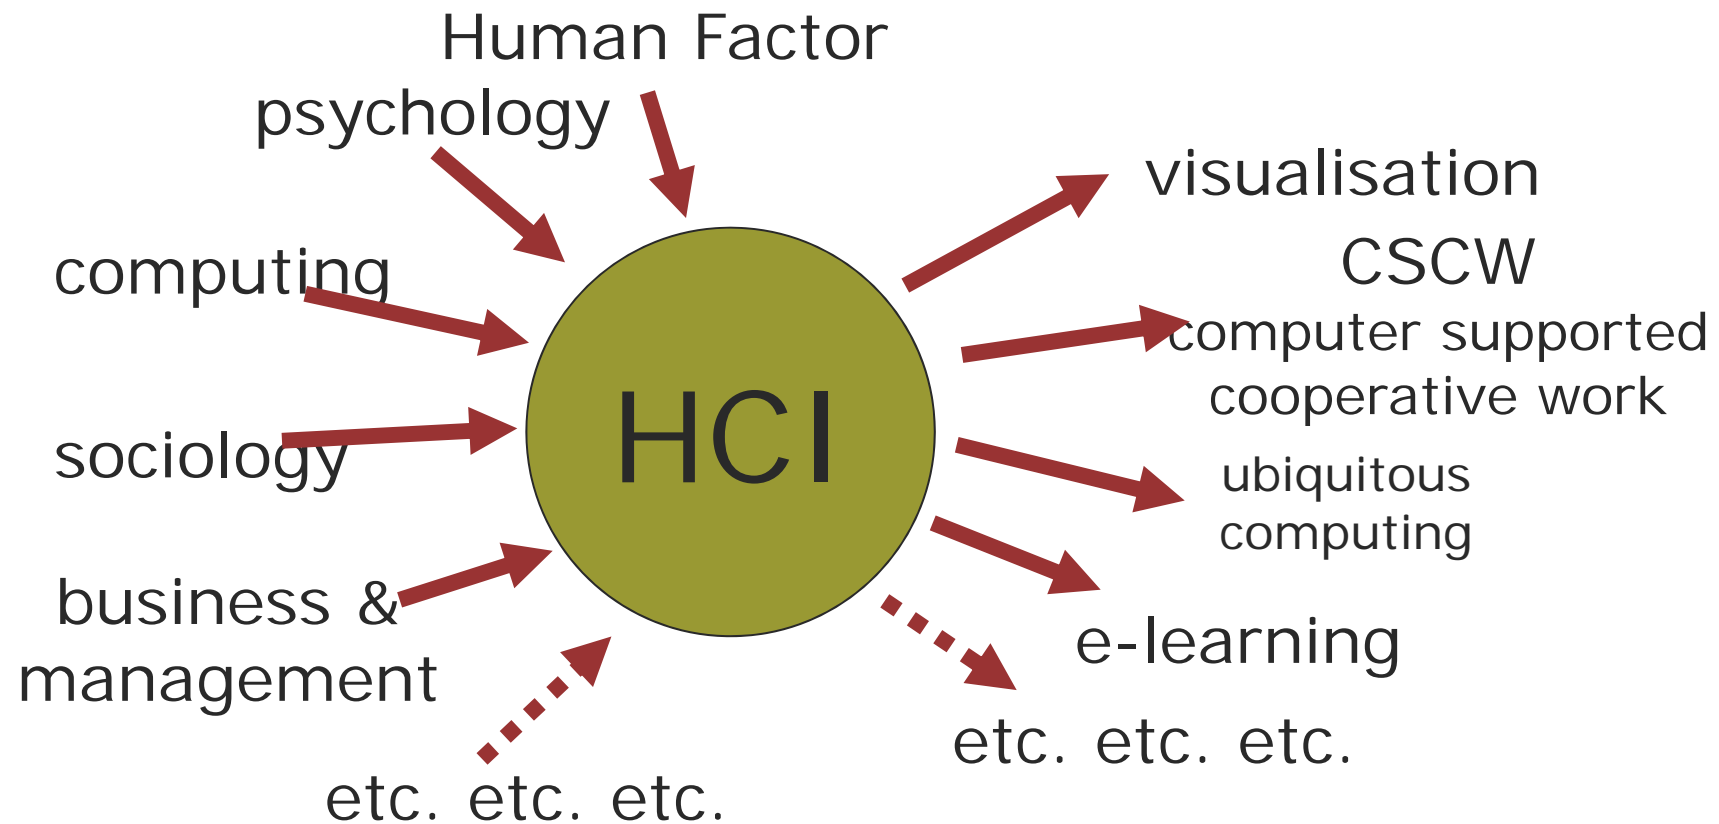 Human Factor
psychology
computing
sociology
business &
management
etc. etc. etc.
HCI
visualisation
CSCW
computer supported
cooperative work
ubiquitous
computing
e-learning
etc. etc. etc.